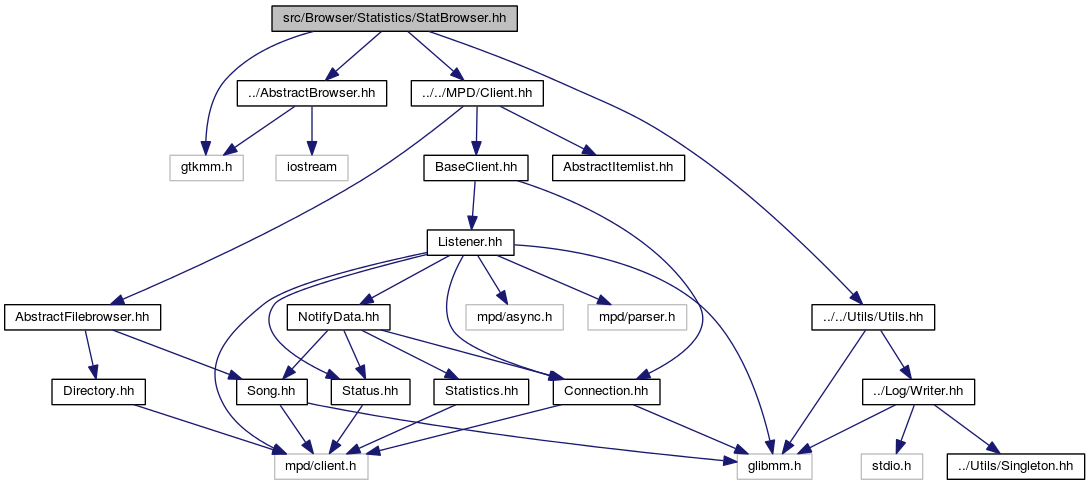 src/Browser/Statistics/StatBrowser.hh
../AbstractBrowser.hh
../../MPD/Client.hh
gtkmm.h
iostream
BaseClient.hh
AbstractItemlist.hh
Listener.hh
AbstractFilebrowser.hh
NotifyData.hh
mpd/async.h
mpd/parser.h
../../Utils/Utils.hh
Directory.hh
Song.hh
Status.hh
Statistics.hh
Connection.hh
../Log/Writer.hh
mpd/client.h
glibmm.h
stdio.h
../Utils/Singleton.hh